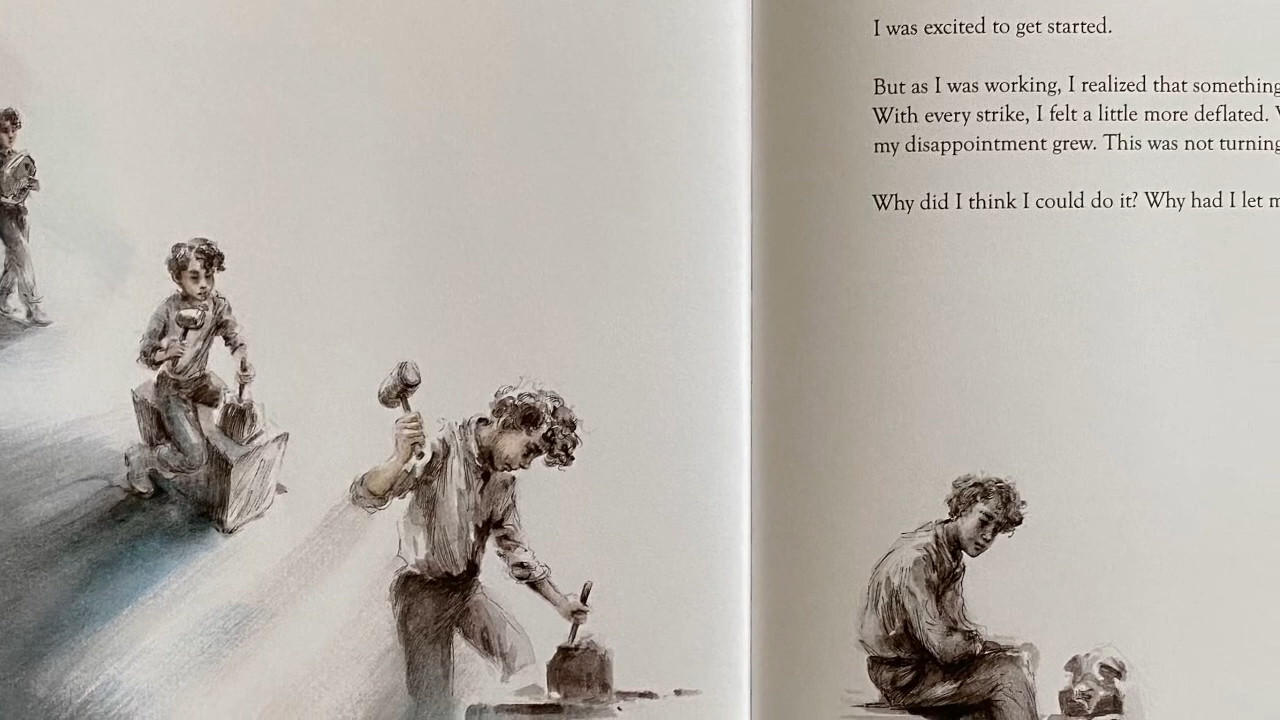 I was excited to get started.
But as I was working, I realized that something
With every strike, I felt a little more deflated.
my disappointment grew. This was not turning
Why did I think I could do it? Why had I let